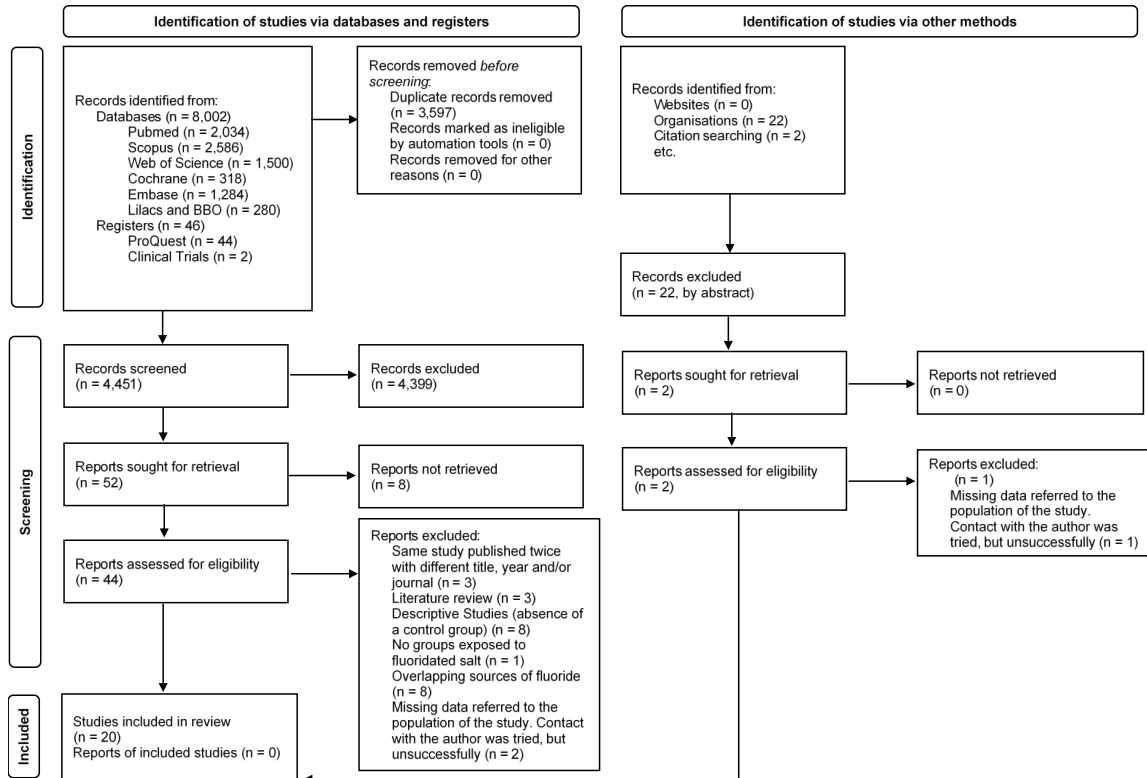 Identification of studies via databases and registers
Identification of studies via other methods
Identification
Records identified from:
Databases (n = 8,002)
Pubmed (n = 2,034)
Scopus (n = 2,586)
Web of Science (n = 1,500)
Cochrane (n = 318)
Embase (n = 1,284)
Lilacs and BBO (n = 280)
Registers (n = 46)
ProQuest (n = 44)
Clinical Trials (n = 2)
Records removed before
screening:
Duplicate records removed
(n = 3,597)
Records marked as ineligible
by automation tools (n = 0)
Records removed for other
reasons (n = 0)
Records identified from:
Websites (n = 0)
Organisations (n = 22)
Citation searching (n = 2)
etc.
Records excluded
(n = 22, by abstract)
Screening
Records screened
(n = 4,451)
Records excluded
(n = 4,399)
Reports sought for retrieval
(n = 2)
Reports not retrieved
(n = 0)
Reports sought for retrieval
(n = 52)
Reports not retrieved
(n = 8)
Reports assessed for eligibility
(n = 2)
Reports excluded:
(n = 1)
Missing data referred to the
population of the study.
Contact with the author was
tried, but unsuccessfully (n = 1)
Reports assessed for eligibility
(n = 44)
Reports excluded:
Same study published twice
with different title, year and/or
journal (n = 3)
Literature review (n = 3)
Descriptive Studies (absence of
a control group) (n = 8)
No groups exposed to
fluoridated salt (n = 1)
Overlapping sources of fluoride
(n = 8)
Missing data referred to the
population of the study. Contact
with the author was tried, but
unsuccessfully (n = 2)
Included
Studies included in review
(n = 20)
Reports of included studies (n = 0)